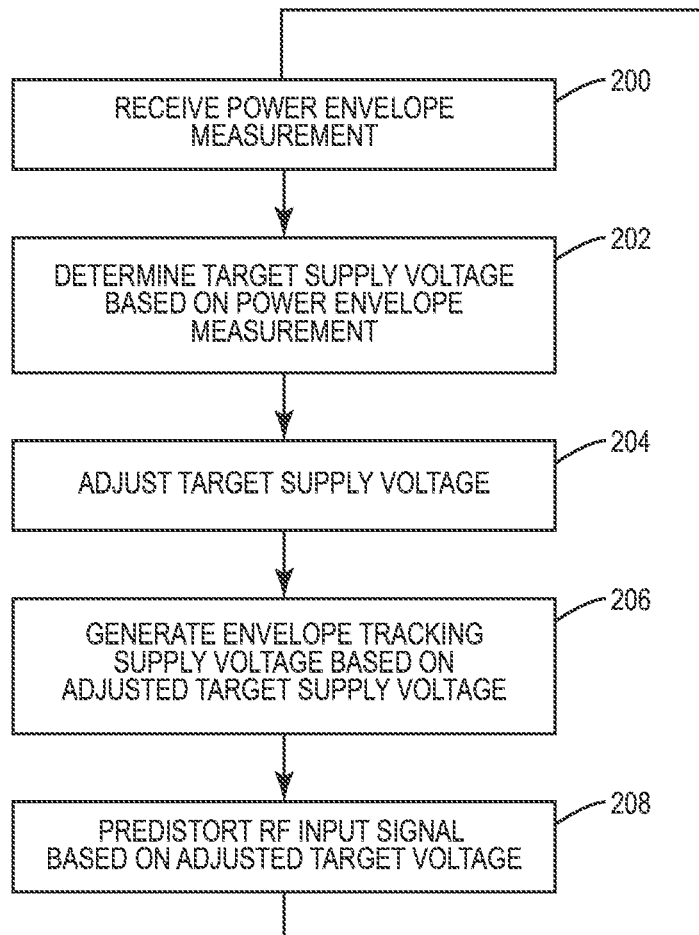 200
RECEIVE POWER ENVELOPE
MEASUREMENT
202
DETERMINE TARGET SUPPLY VOLTAGE
BASED ON POWER ENVELOPE
MEASUREMENT
204
ADJUST TARGET SUPPLY VOLTAGE
206
GENERATE ENVELOPE TRACKING
SUPPLY VOLTAGE BASED ON
ADJUSTED TARGET SUPPLY VOLTAGE
208
PREDISTORT RF INPUT SIGNAL
BASED ON ADJUSTED TARGET VOLTAGE